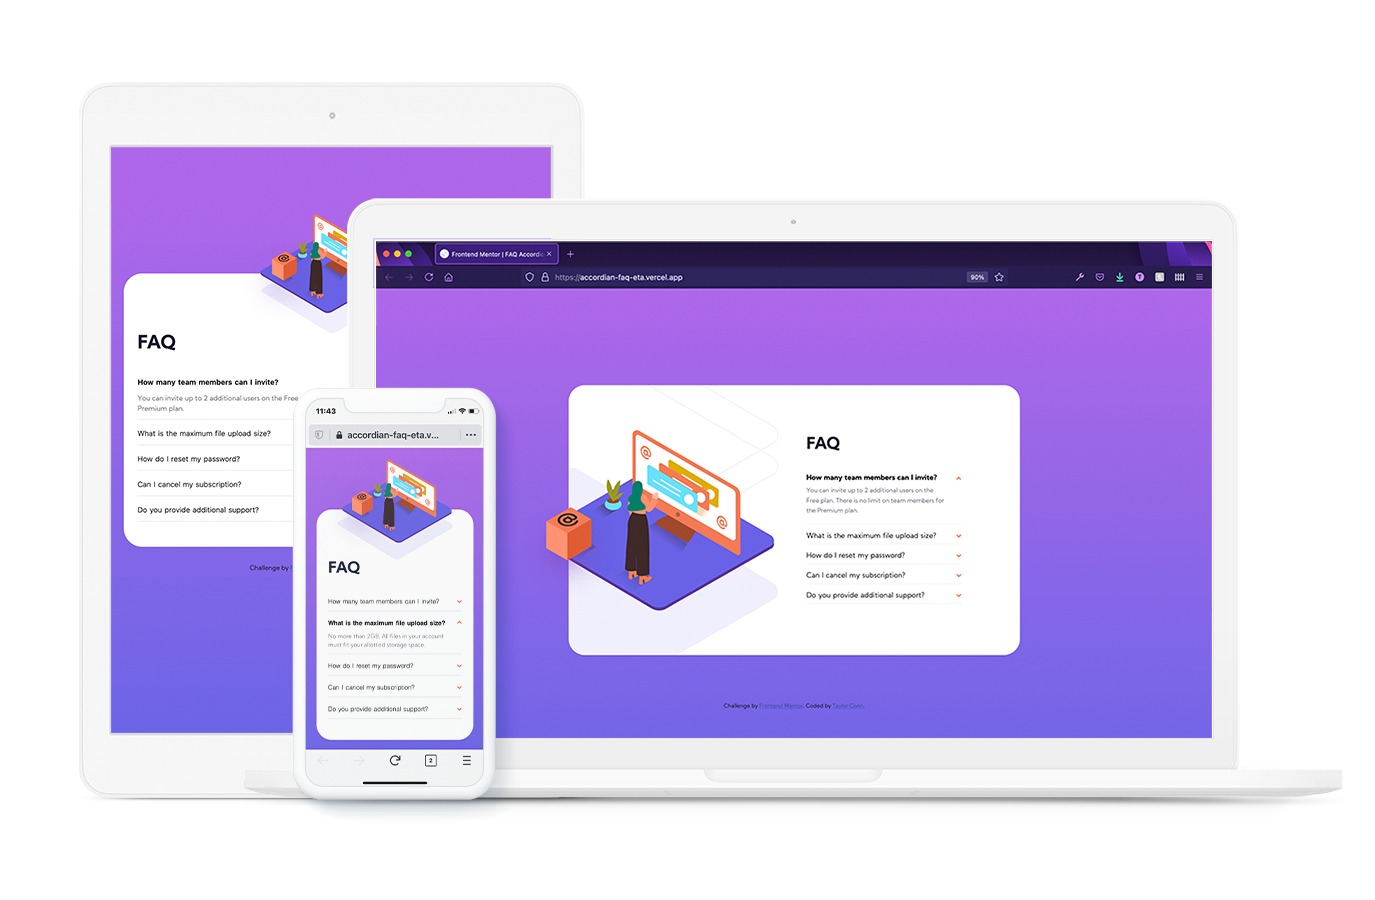 FAQ
How many team members can I invite?
You can invite up to 2 additional users on the Free
Premium plan.
What is the maximum file upload size?
How do I reset my password?
Can I cancel my subscription?
Do you provide additional support?
Challenge by
Frontend Mentor | FAQ Accordi
https://accordian-faq-eta.vercel.app
90%
FAQ
How many team members can I invite?
You can invite up to 2 additional users on the
Free plan. There is no limit on team members for
the Premium plan.
What is the maximum file upload size?
How do I reset my password?
Can I cancel my subscription?
Do you provide additional support?
Challenge by Frontend Mentor. Coded by Taylor
11:43
accordian-faq-eta.v...
FAQ
How many team members can I invite?
What is the maximum file upload size?
No more than 2GB. All files in your account
must fit your allotted storage space.
How do I reset my password?
Can I cancel my subscription?
Do you provide additional support?
2